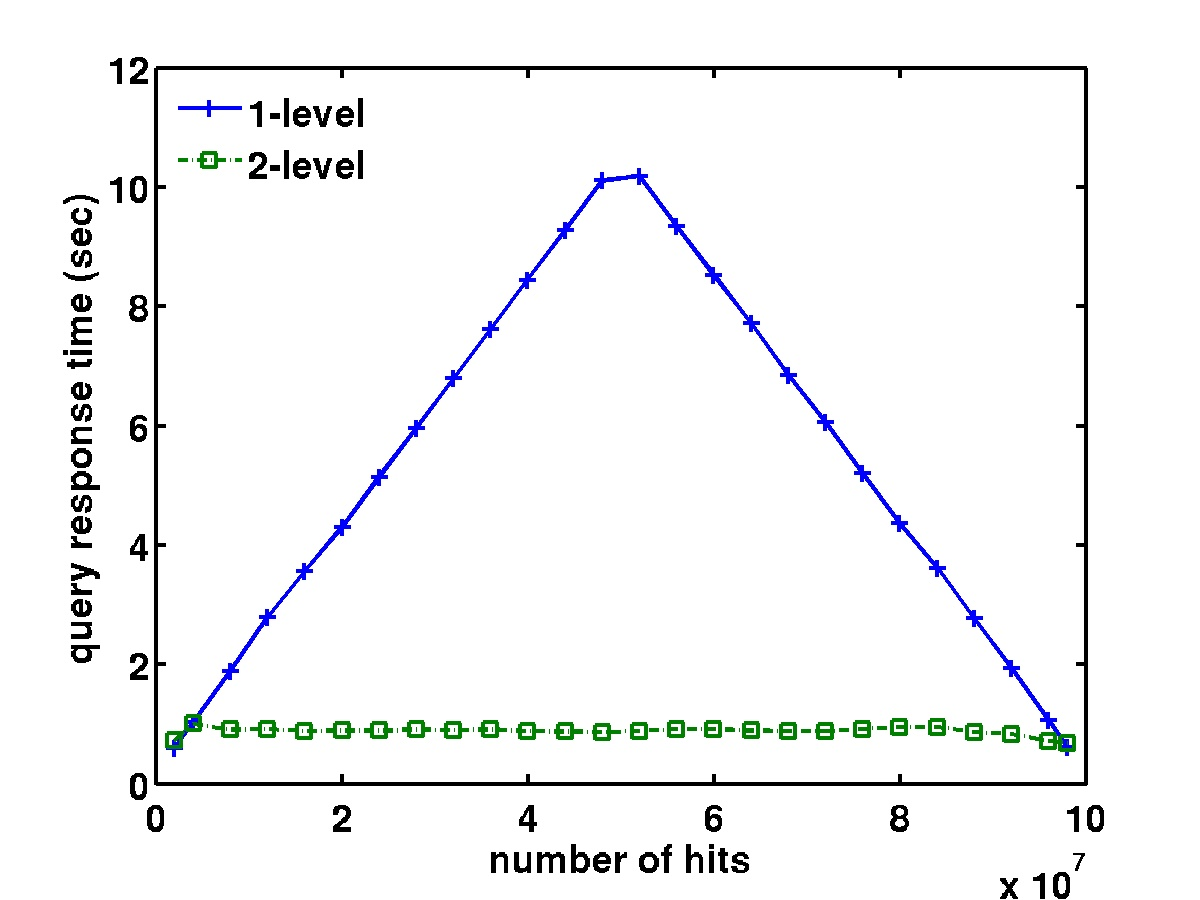 12
10
8
6
4
2
0
query response time (sec)
1-level
2-level
0 2 4 6 8 10
number of hits
x 10^7